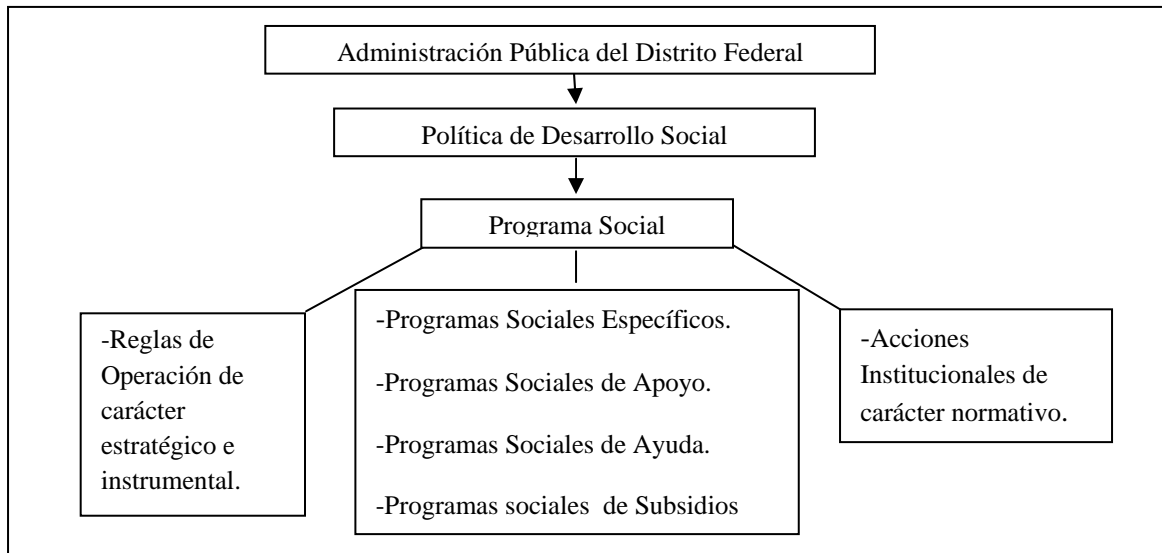 Administración Pública del Distrito Federal
Política de Desarrollo Social
Programa Social
-Reglas de
Operación de
carácter
estratégico e
instrumental.
-Programas Sociales Específicos.
-Programas Sociales de Apoyo.
-Programas Sociales de Ayuda.
-Programas sociales de Subsidios
-Acciones
Institucionales de
carácter normativo.